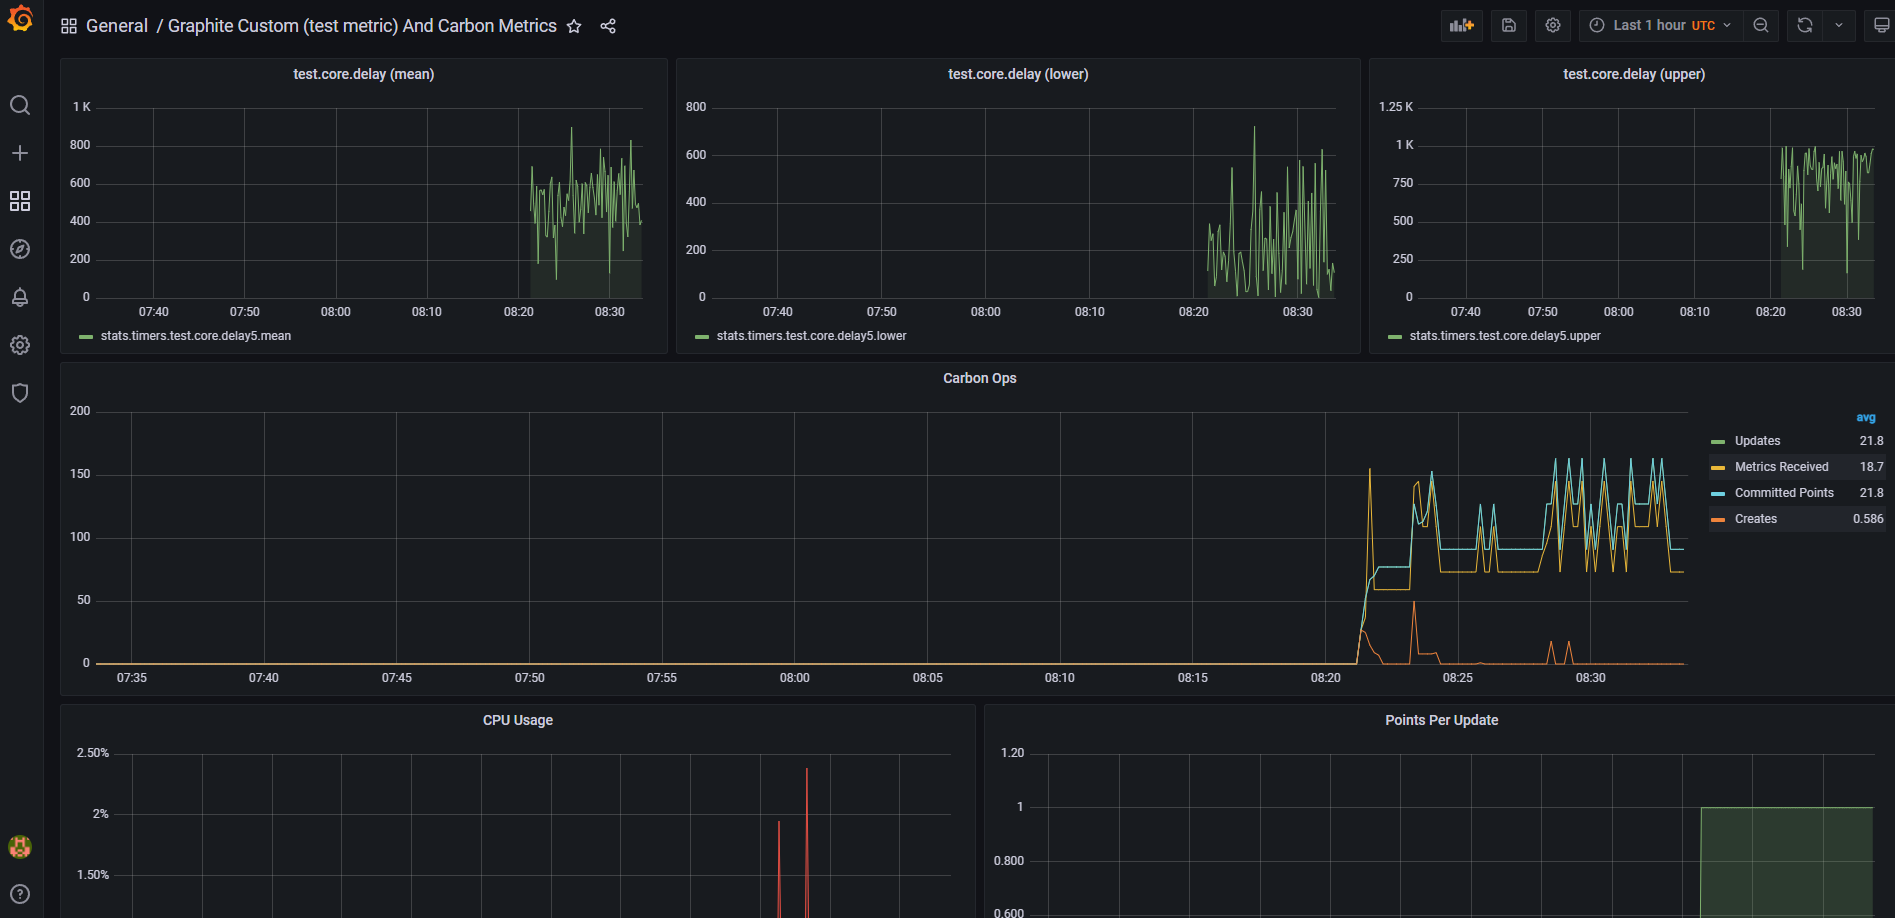 General / Graphite Custom (test metric) And Carbon Metrics
Last 1 hour UTC
test.core.delay (mean)
1 K
800
600
400
200
0
07:40 07:50 08:00 08:10 08:20 08:30
stats.timers.test.core.delay5.mean
test.core.delay (lower)
800
600
400
200
0
07:40 07:50 08:00 08:10 08:20 08:30
stats.timers.test.core.delay5.lower
test.core.delay (upper)
1.25 K
1 K
750
500
250
0
07:40 07:50 08:00 08:10 08:20 08:30
stats.timers.test.core.delay5.upper
Carbon Ops
200
150
100
50
0
07:35 07:40 07:45 07:50 07:55 08:00 08:05 08:10 08:15 08:20 08:25 08:30
avg
Updates 21.8
Metrics Received 18.7
Committed Points 21.8
Creates 0.586
CPU Usage
2.50%
2%
1.50%
Points Per Update
1.20
1
0.800
0.600